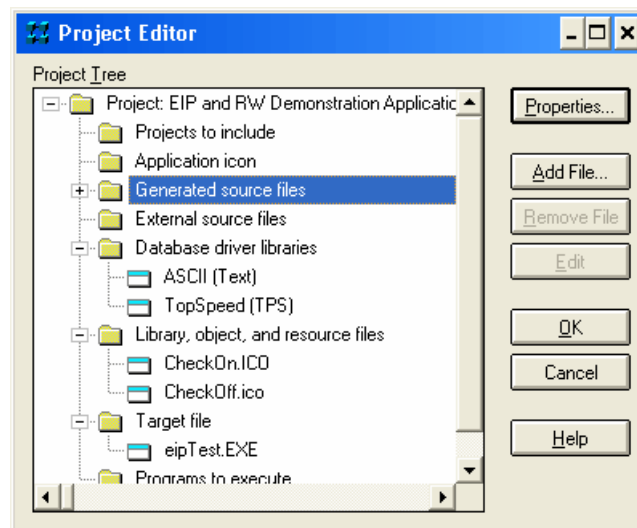 Project Editor
Project Tree
Project: EIP and RW Demonstration Applicatic
Projects to include
Application icon
Generated source files
External source files
Database driver libraries
ASCII (Text)
TopSpeed (TPS)
Library, object, and resource files
CheckOn.ICO
CheckOff.ico
Target file
eipTest.EXE
Programs to execute
Properties...
Add File...
Remove File
Edit
OK
Cancel
Help